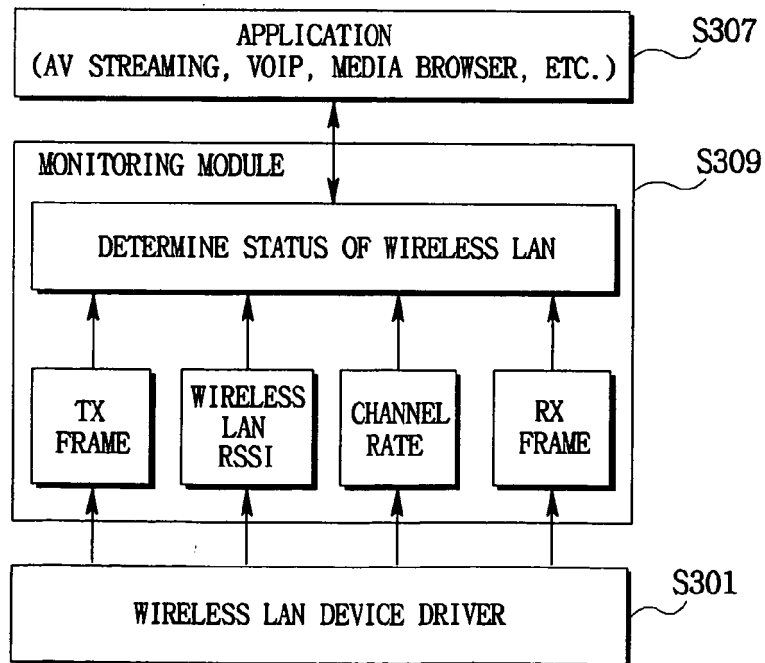 APPLICATION
(AV STREAMING, VOIP, MEDIA BROWSER, ETC.)
S307
MONITORING MODULE
S309
DETERMINE STATUS OF WIRELESS LAN
TX
FRAME
WIRELESS
LAN
RSSI
CHANNEL
RATE
RX
FRAME
S301
WIRELESS LAN DEVICE DRIVER